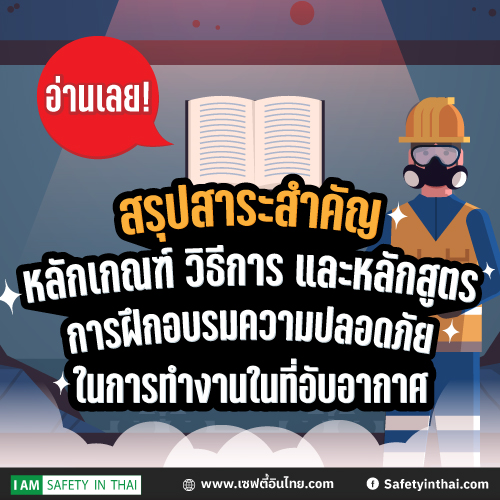 อ่านเลย!
สรุปสาระสำคัญ
หลักเกณฑ์ วิธีการ และหลักสูตร
การฝึกอบรมความปลอดภัย
ในการทำงานในที่อับอากาศ
I AM SAFETY IN THAI
www.เซฟตี้อินไทย.com
Safetyinthai.com